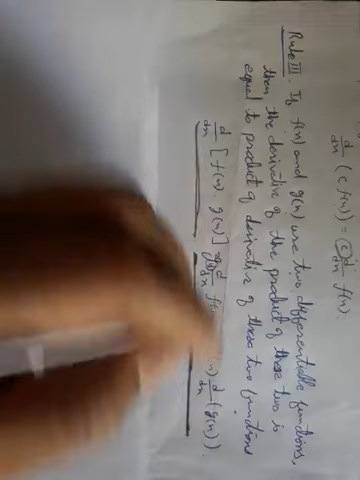 d/dx (c f(x)) = c d/dx f(x).
Rule III. If f(x) and g(x) are two differentiable functions,
then the derivative of the product of these two is
equal to product of derivative of these two functions
d/dx [f(x) . g(x)] = d/dx f( x) d/dx (g(x)).